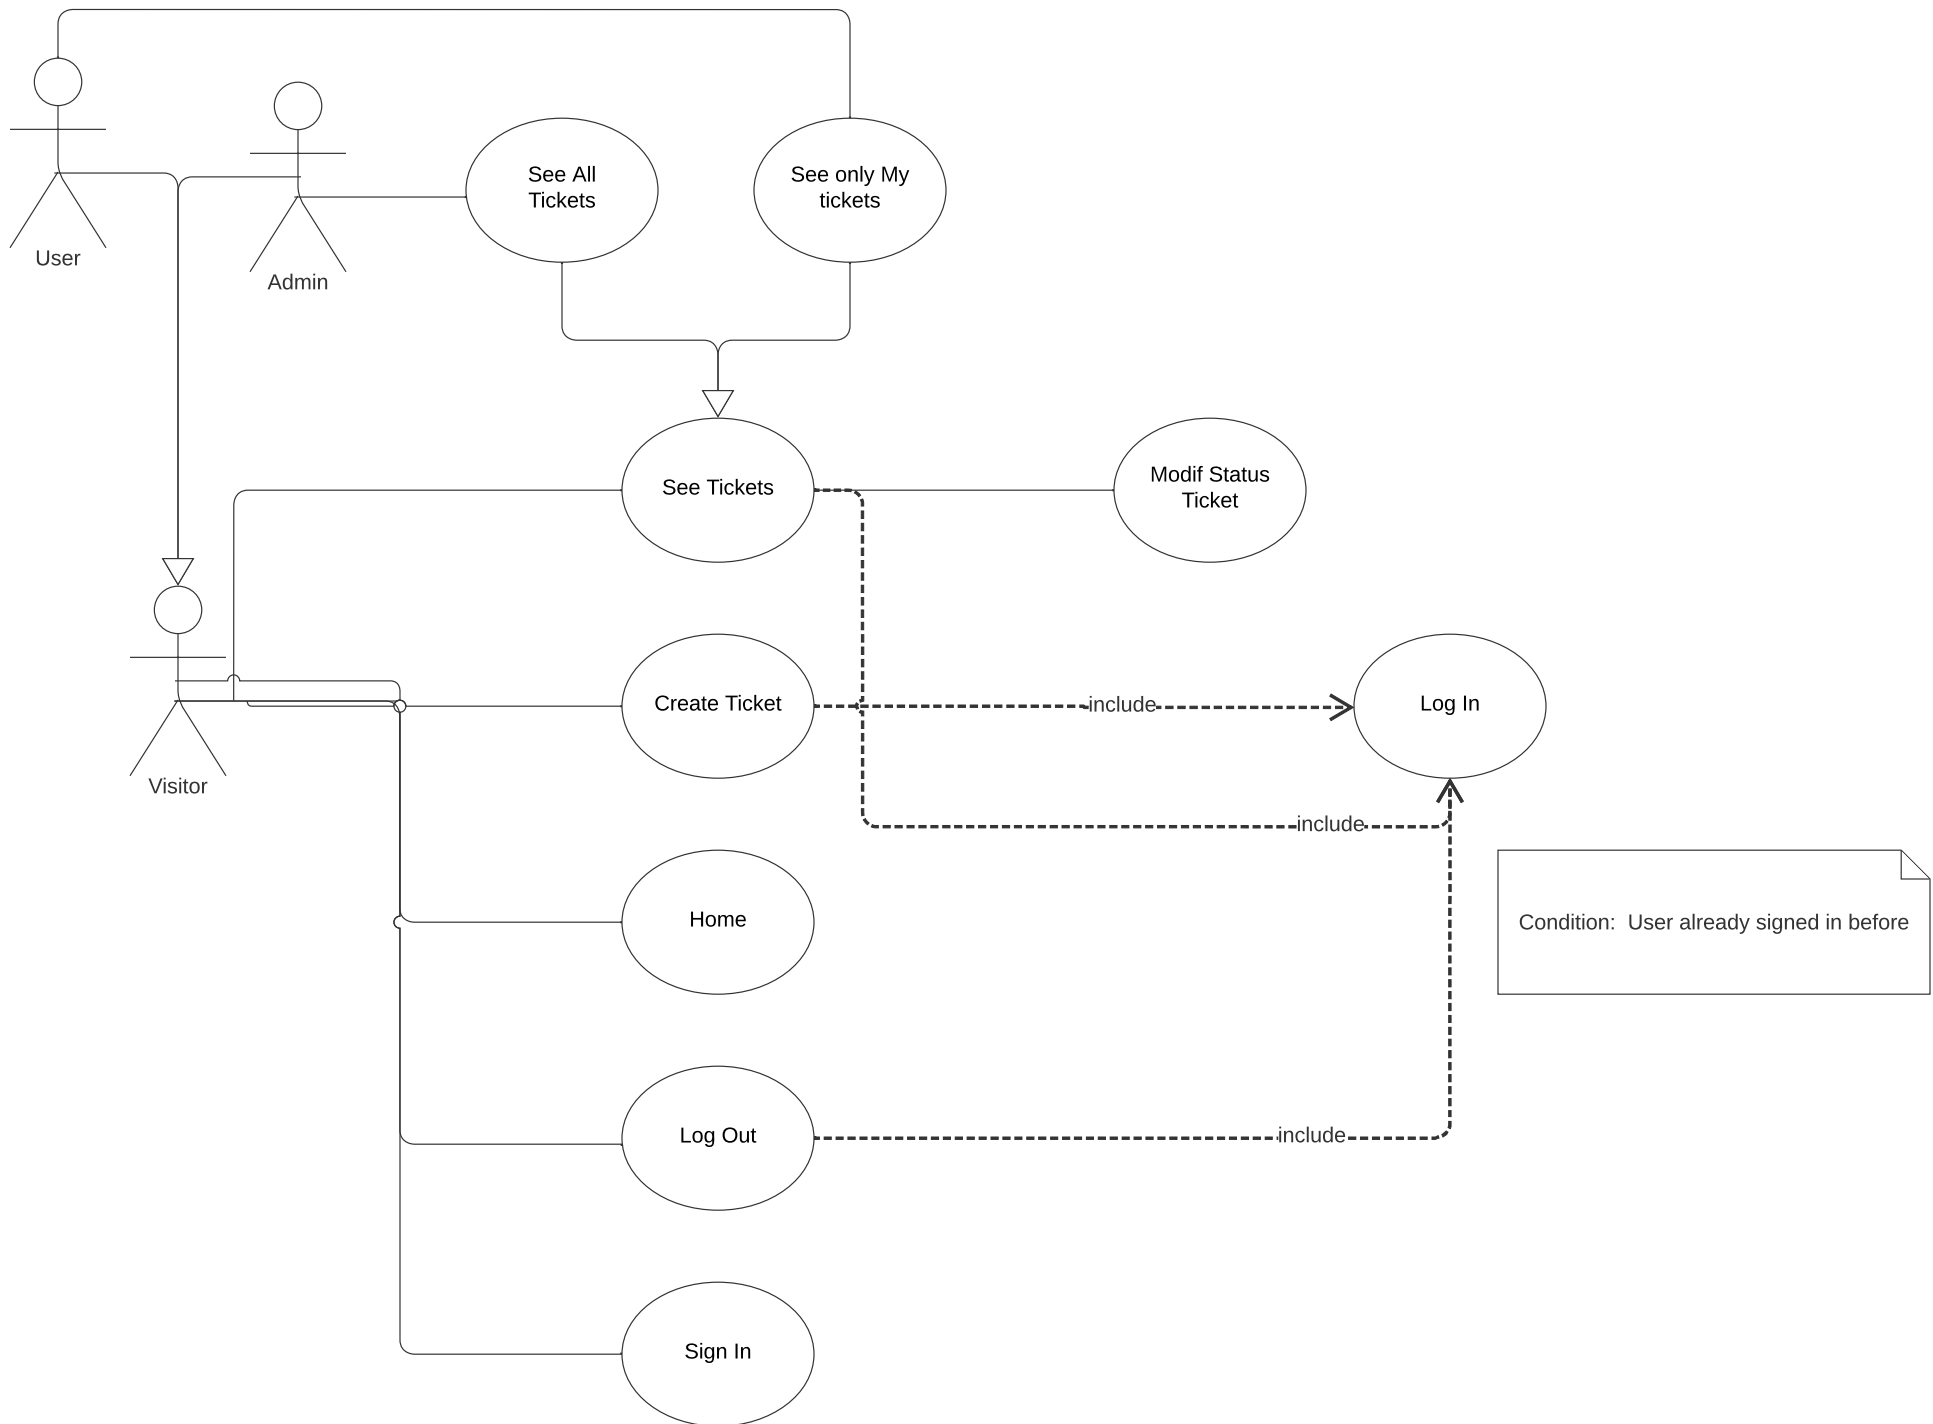 See All
Tickets
See only My
tickets
User
Admin
See Tickets
Modif Status
Ticket
Create Ticket
include
Log In
Visitor
include
Home
Condition:  User already signed in before
Log Out
include
Sign In